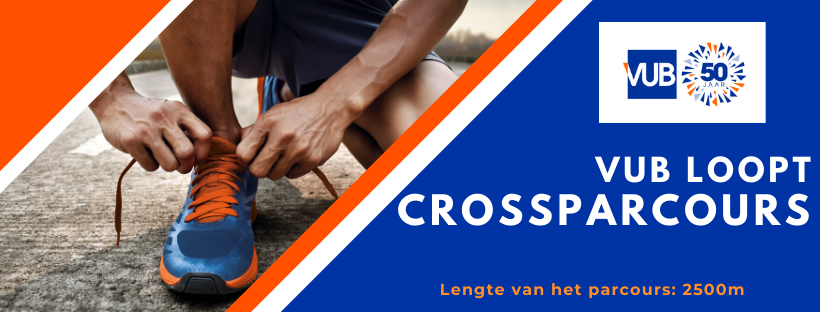 VUB 50
JAAR
VUB LOOPT
CROSSPARCOURS
Lengte van het parcours: 2500m